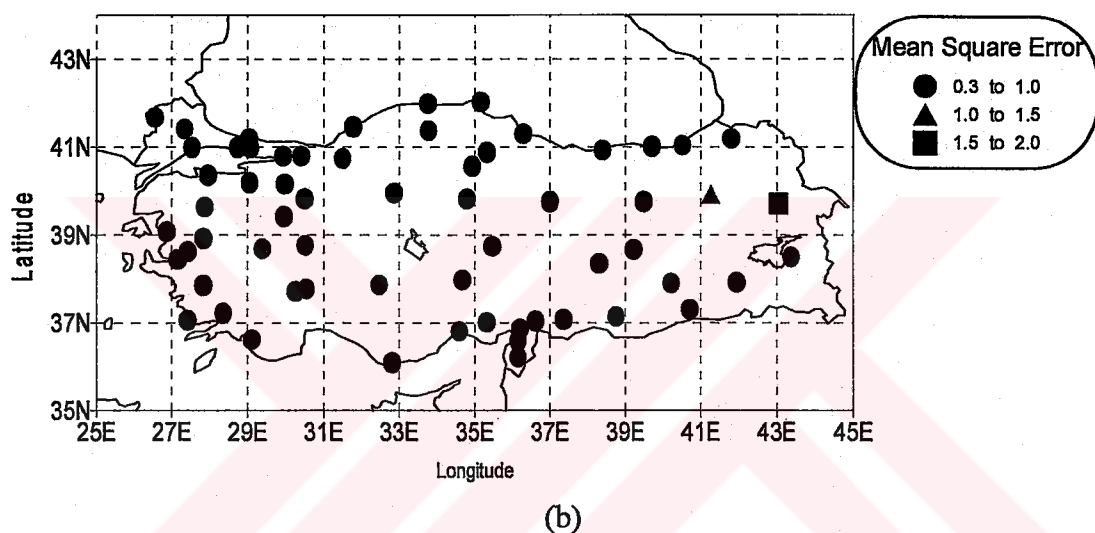 Mean Square Error
0.3 to 1.0
1.0 to 1.5
1.5 to 2.0
43N
41N
39N
37N
35N
Latitude
25E 27E 29E 31E 33E 35E 37E 39E 41E 43E 45E
Longitude
(b)